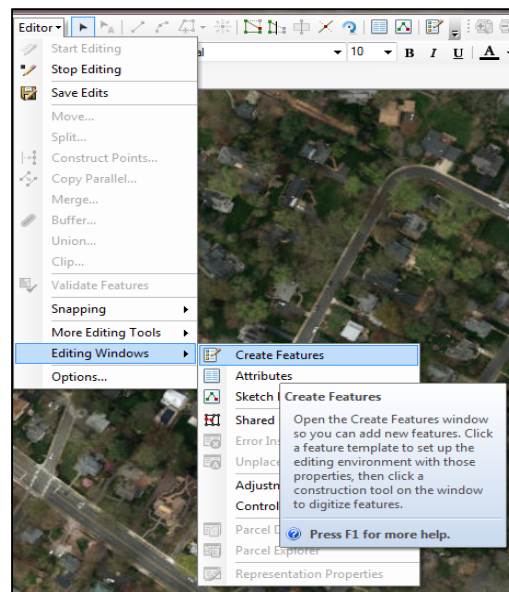 Editor
10 B I U A
Start Editing
Stop Editing
Save Edits
Move...
Split...
Construct Points...
Copy Parallel...
Merge...
Buffer...
Union...
Clip...
Validate Features
Snapping
More Editing Tools
Editing Windows
Options...
Create Features
Attributes
Sketch
Shared
Error
Adjustm
Control
Parcel
Parcel Explorer
Representation Properties
Create Features
Open the Create Features window
so you can add new features. Click
a feature template to set up the
editing environment with those
properties, then click a
construction tool on the window
to digitize features.
Press F1 for more help.